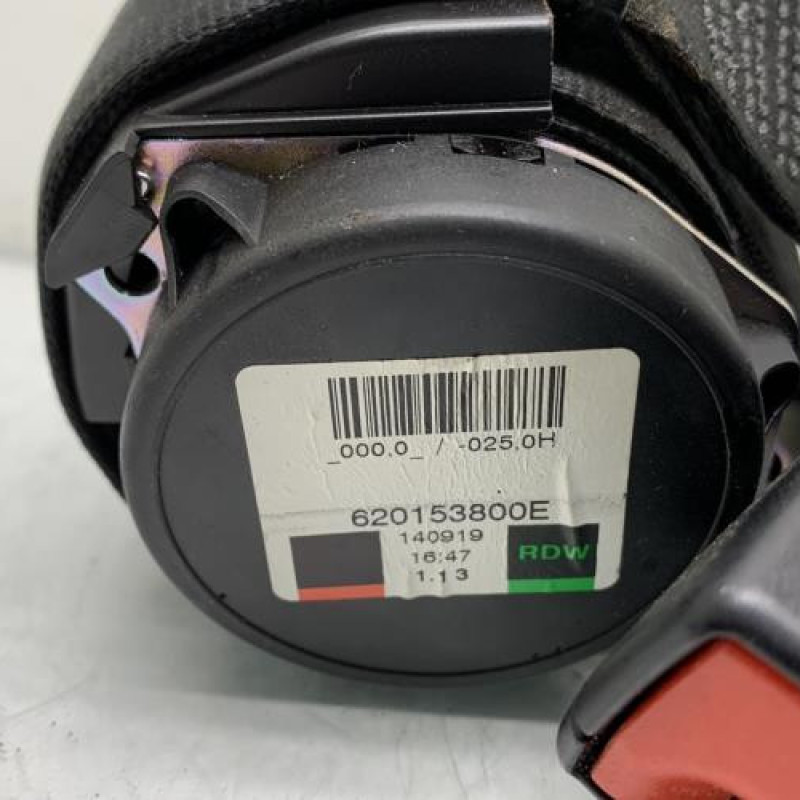 _000.0_ / -025.0H
620153800E
140919
16:47
1.13
RDW